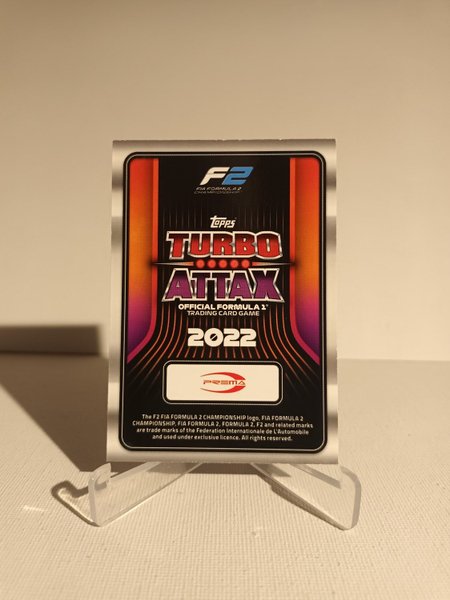 F2
FIA FORMULA 2
CHAMPIONSHIP
Topps
TURBO
ATTAX
OFFICIAL FORMULA 1®
TRADING CARD GAME
2022
PREMA
The F2 FIA FORMULA 2 CHAMPIONSHIP logo, FIA FORMULA 2
CHAMPIONSHIP, FIA FORMULA 2, FORMULA 2, F2 and related marks
are trade marks of the Federation Internationale de L'Automobile
and used under exclusive licence. All rights reserved.